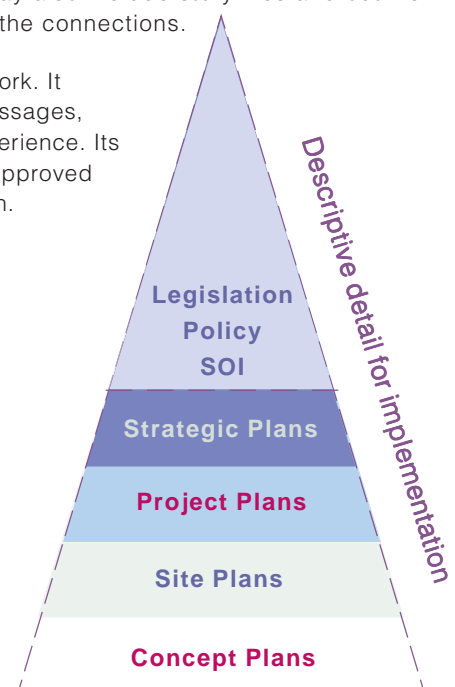 the connections.
ork. It
ssages,
erience. Its
pproved
n.
Descriptive detail for implementation
Legislation
Policy
SOI
Strategic Plans
Project Plans
Site Plans
Concept Plans